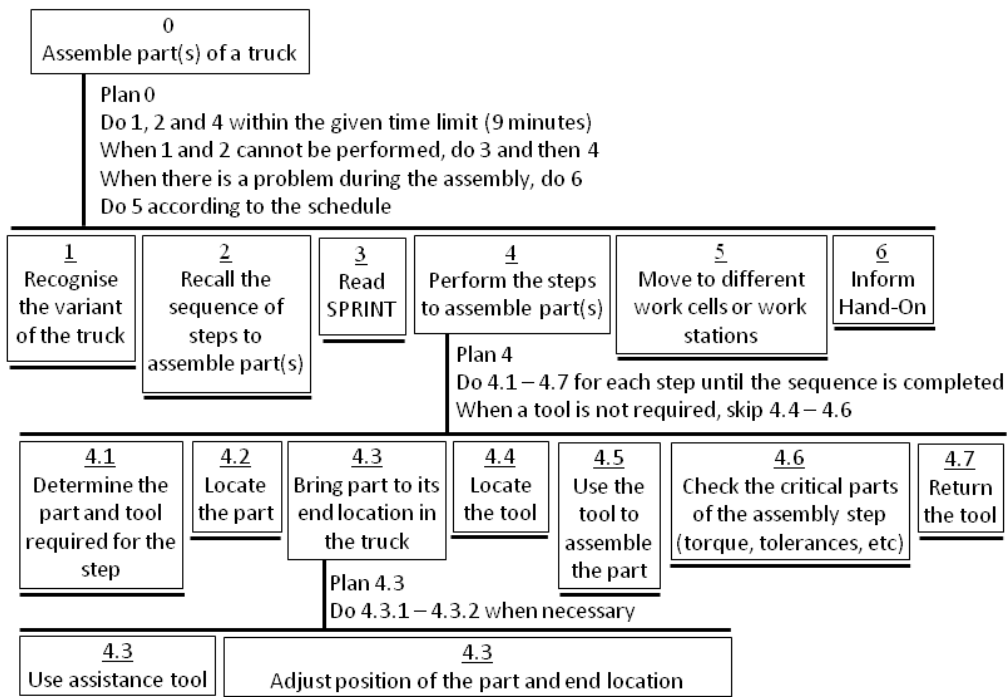 0
Assemble part(s) of a truck
Plan 0
Do 1, 2 and 4 within the given time limit (9 minutes)
When 1 and 2 cannot be performed, do 3 and then 4
When there is a problem during the assembly, do 6
Do 5 according to the schedule
1
Recognise
the variant
of the truck
2
Recall the
sequence of
steps to
assemble part(s)
3
Read
SPRINT
4
Perform the steps
to assemble part(s)
5
Move to different
work cells or work
stations
6
Inform
Hand-On
Plan 4
Do 4.1 – 4.7 for each step until the sequence is completed
When a tool is not required, skip 4.4 – 4.6
4.1
Determine the
part and tool
required for the
step
4.2
Locate
the part
4.3
Bring part to its
end location in
the truck
4.4
Locate
the tool
4.5
Use the
tool to
assemble
the part
4.6
Check the critical parts
of the assembly step
(torque, tolerances, etc)
4.7
Return
the tool
Plan 4.3
Do 4.3.1 – 4.3.2 when necessary
4.3
Use assistance tool
4.3
Adjust position of the part and end location